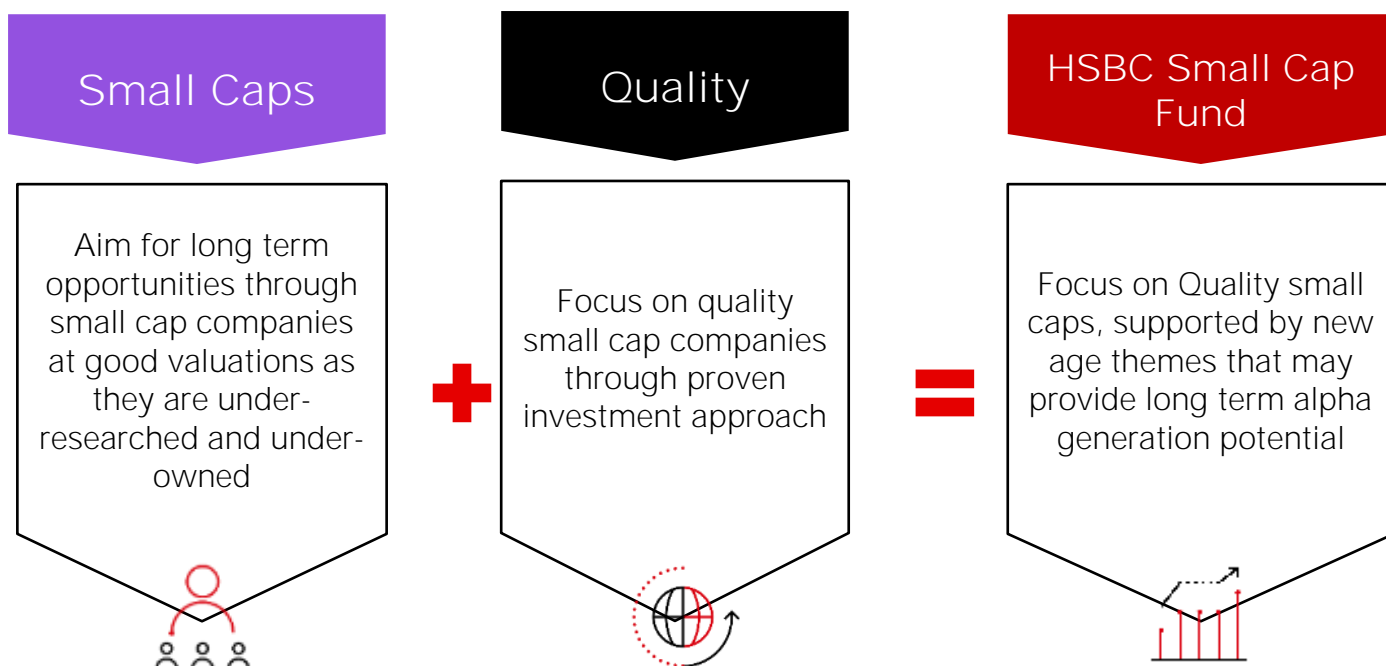 Small Caps
Aim for long term
opportunities through
small cap companies
at good valuations as
they are under-
researched and under-
owned
Quality
Focus on quality
small cap companies
through proven
investment approach
HSBC Small Cap
Fund
Focus on Quality small
caps, supported by new
age themes that may
provide long term alpha
generation potential